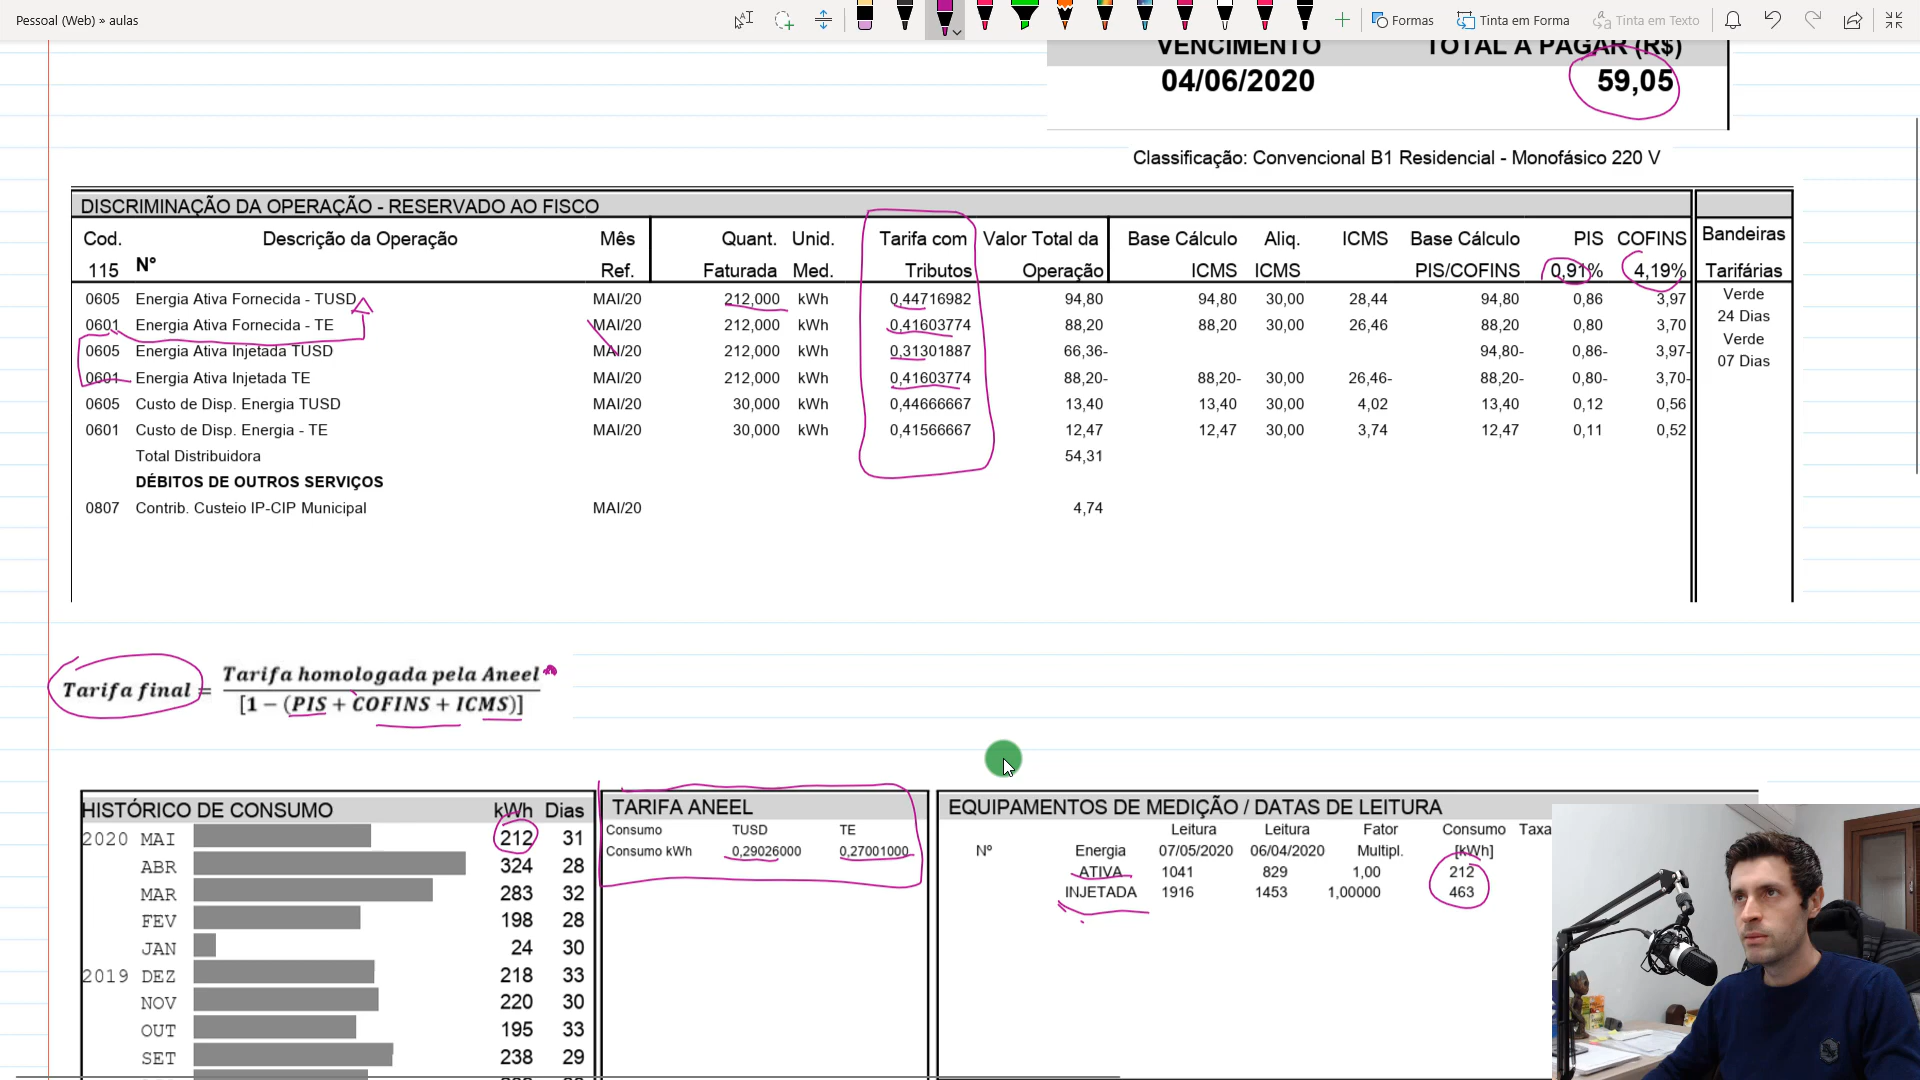 Pessoal (Web) » aulas
Formas
Tinta em Forma
Tinta em Texto
VENCIMENTO TOTAL A PAGAR (R$)
04/06/2020 59,05
Classificação: Convencional B1 Residencial - Monofásico 220 V
DISCRIMINAÇÃO DA OPERAÇÃO - RESERVADO AO FISCO
Cod. Descrição da Operação Mês Quant. Unid. Tarifa com Valor Total da Base Cálculo Aliq. ICMS Base Cálculo PIS COFINS Bandeiras
115 N° Ref. Faturada Med. Tributos Operação ICMS ICMS PIS/COFINS 0,91% 4,19% Tarifárias
0605 Energia Ativa Fornecida - TUSD MAI/20 212,000 kWh 0,44716982 94,80 94,80 30,00 28,44 94,80 0,86 3,97 Verde
0601 Energia Ativa Fornecida - TE MAI/20 212,000 kWh 0,41603774 88,20 88,20 30,00 26,46 88,20 0,80 3,70 24 Dias
0605 Energia Ativa Injetada TUSD MAI/20 212,000 kWh 0,31301887 66,36- 94,80- 0,86- 3,97- Verde
0601 Energia Ativa Injetada TE MAI/20 212,000 kWh 0,41603774 88,20- 88,20- 30,00 26,46- 88,20- 0,80- 3,70- 07 Dias
0605 Custo de Disp. Energia TUSD MAI/20 30,000 kWh 0,44666667 13,40 13,40 30,00 4,02 13,40 0,12 0,56
0601 Custo de Disp. Energia - TE MAI/20 30,000 kWh 0,41566667 12,47 12,47 30,00 3,74 12,47 0,11 0,52
Total Distribuidora 54,31
DÉBITOS DE OUTROS SERVIÇOS
0807 Contrib. Custeio IP-CIP Municipal MAI/20 4,74
Tarifa final = Tarifa homologada pela Aneel
[1 − (PIS + COFINS + ICMS)]
HISTÓRICO DE CONSUMO kWh Dias
2020 MAI 212 31
ABR 324 28
MAR 283 32
FEV 198 28
JAN 24 30
2019 DEZ 218 33
NOV 220 30
OUT 195 33
SET 238 29
TARIFA ANEEL
Consumo TUSD TE
Consumo kWh 0,29026000 0,27001000
EQUIPAMENTOS DE MEDIÇÃO / DATAS DE LEITURA
Leitura Leitura Fator Consumo Taxa
Nº Energia 07/05/2020 06/04/2020 Multipl. [kWh]
ATIVA 1041 829 1,00 212
INJETADA 1916 1453 1,00000 463